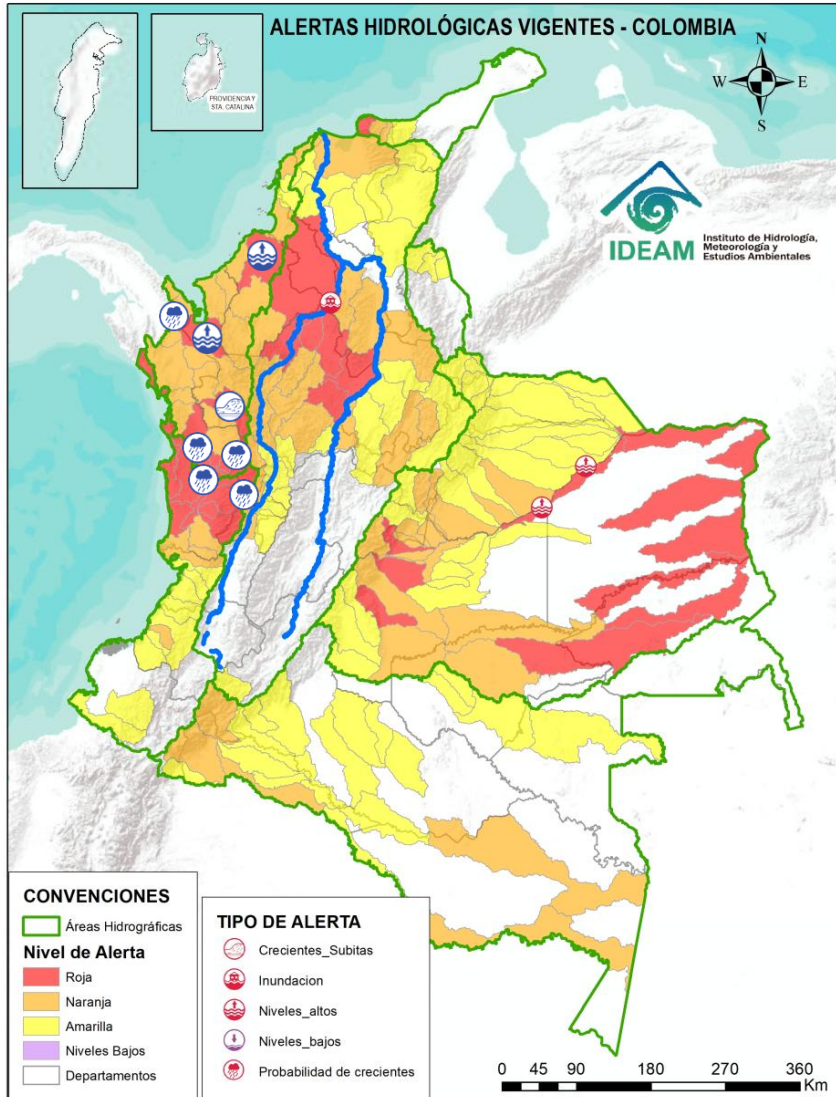 ALERTAS HIDROLÓGICAS VIGENTES - COLOMBIA
PROVIDENCIA Y
STA. CATALINA
N
W
E
S
IDEAM
Instituto de Hidrología,
Meteorología y
Estudios Ambientales
CONVENCIONES
Áreas Hidrográficas
Nivel de Alerta
Roja
Naranja
Amarilla
Niveles Bajos
Departamentos
TIPO DE ALERTA
Crecientes_Subitas
Inundacion
Niveles_altos
Niveles_bajos
Probabilidad de crecientes
0 45 90 180 270 360
Km